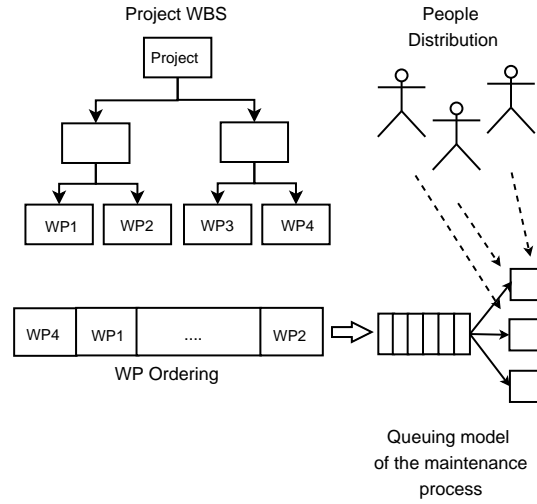 Project WBS
Project
WP1
WP2
WP3
WP4
People
Distribution
WP4
WP1
....
WP2
WP Ordering
Queuing model
of the maintenance
process